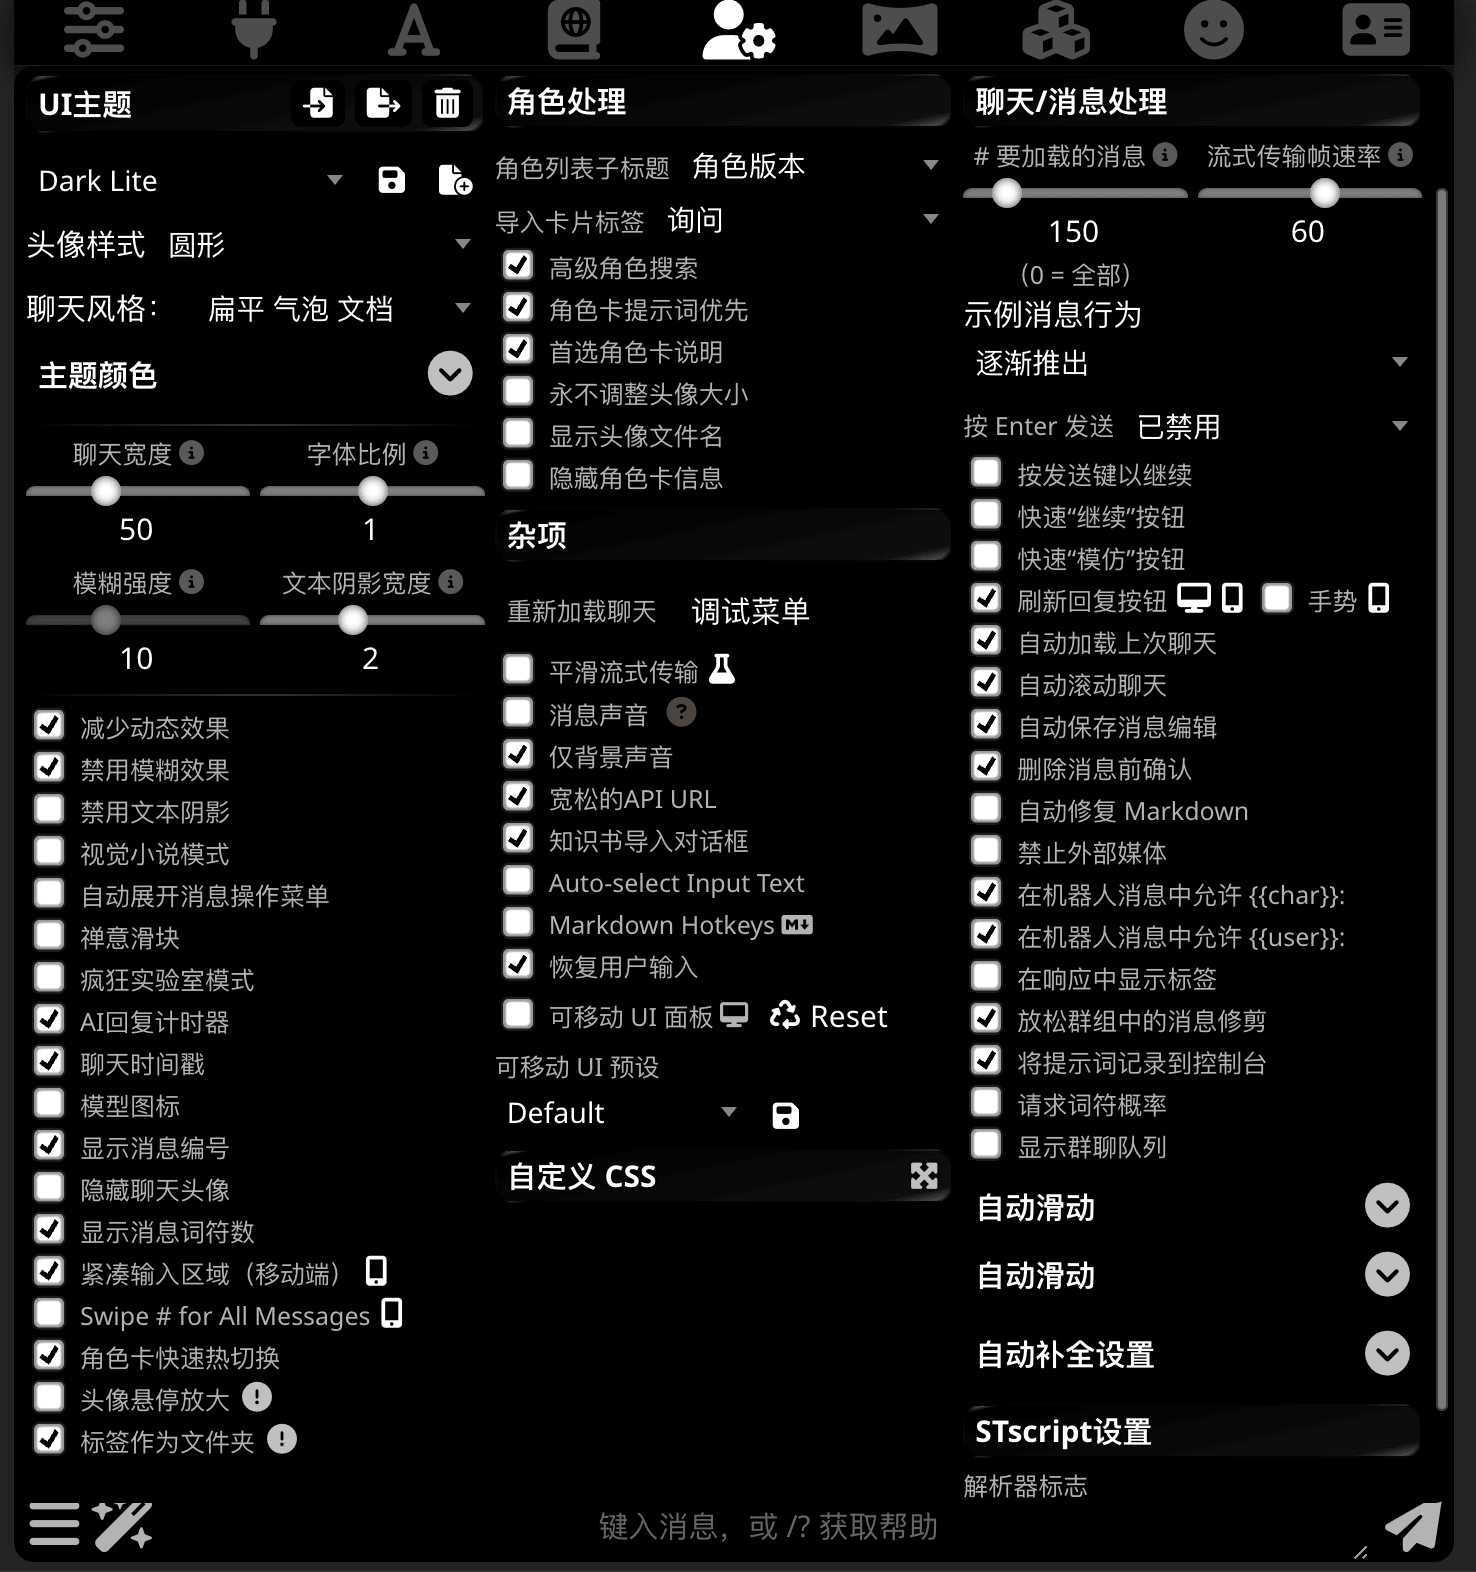 UI主题
Dark Lite
头像样式 圆形
聊天风格: 扁平 气泡 文档
主题颜色
聊天宽度 字体比例
50 1
模糊强度 文本阴影宽度
10 2
减少动态效果
禁用模糊效果
禁用文本阴影
视觉小说模式
自动展开消息操作菜单
禅意滑块
疯狂实验室模式
AI回复计时器
聊天时间戳
模型图标
显示消息编号
隐藏聊天头像
显示消息词符数
紧凑输入区域（移动端）
Swipe # for All Messages
角色卡快速热切换
头像悬停放大
标签作为文件夹
角色处理
角色列表子标题 角色版本
导入卡片标签 询问
高级角色搜索
角色卡提示词优先
首选角色卡说明
永不调整头像大小
显示头像文件名
隐藏角色卡信息
杂项
重新加载聊天 调试菜单
平滑流式传输
消息声音 ?
仅背景声音
宽松的API URL
知识书导入对话框
Auto-select Input Text
Markdown Hotkeys M
恢复用户输入
可移动 UI 面板 Reset
可移动 UI 预设
Default
自定义 CSS
聊天/消息处理
# 要加载的消息 流式传输帧速率
150 60
(0 = 全部)
示例消息行为
逐渐推出
按 Enter 发送 已禁用
按发送键以继续
快速“继续”按钮
快速“模仿”按钮
刷新回复按钮 手势
自动加载上次聊天
自动滚动聊天
自动保存消息编辑
删除消息前确认
自动修复 Markdown
禁止外部媒体
在机器人消息中允许 {{char}}:
在机器人消息中允许 {{user}}:
在响应中显示标签
放松群组中的消息修剪
将提示词记录到控制台
请求词符概率
显示群聊队列
自动滑动
自动滑动
自动补全设置
STscript设置
解析器标志
键入消息，或 /? 获取帮助